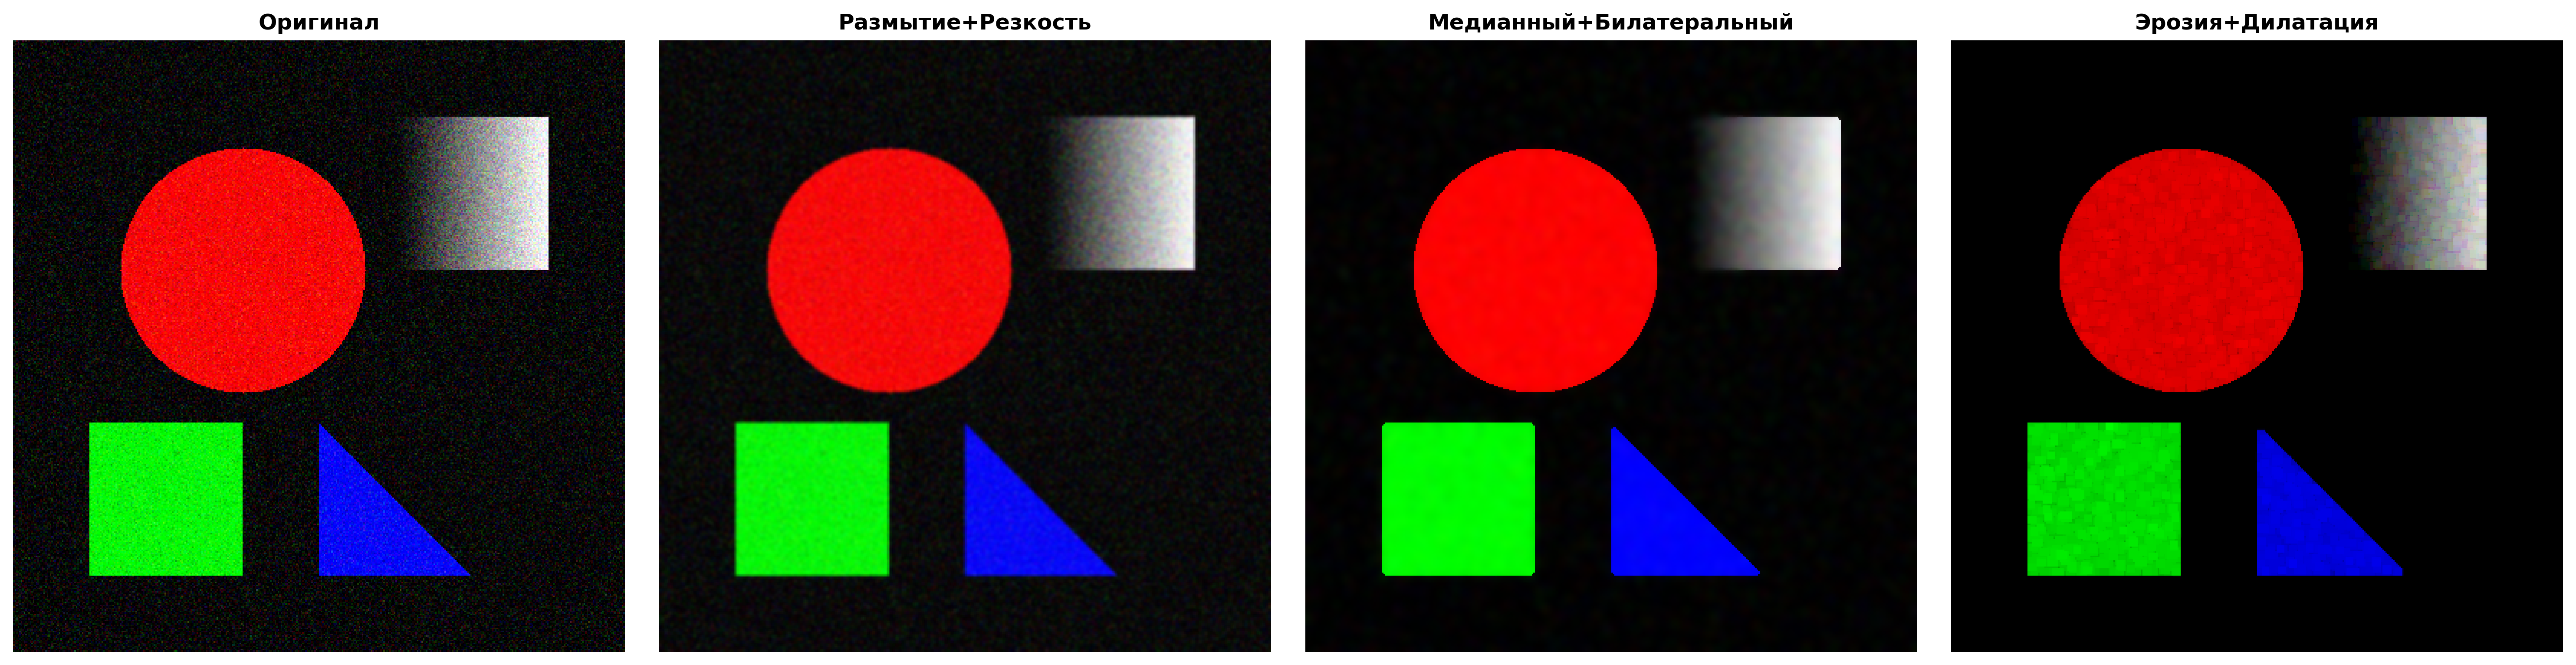 Оригинал
Размытие+Резкость
Медианный+Билатеральный
Эрозия+Дилатация